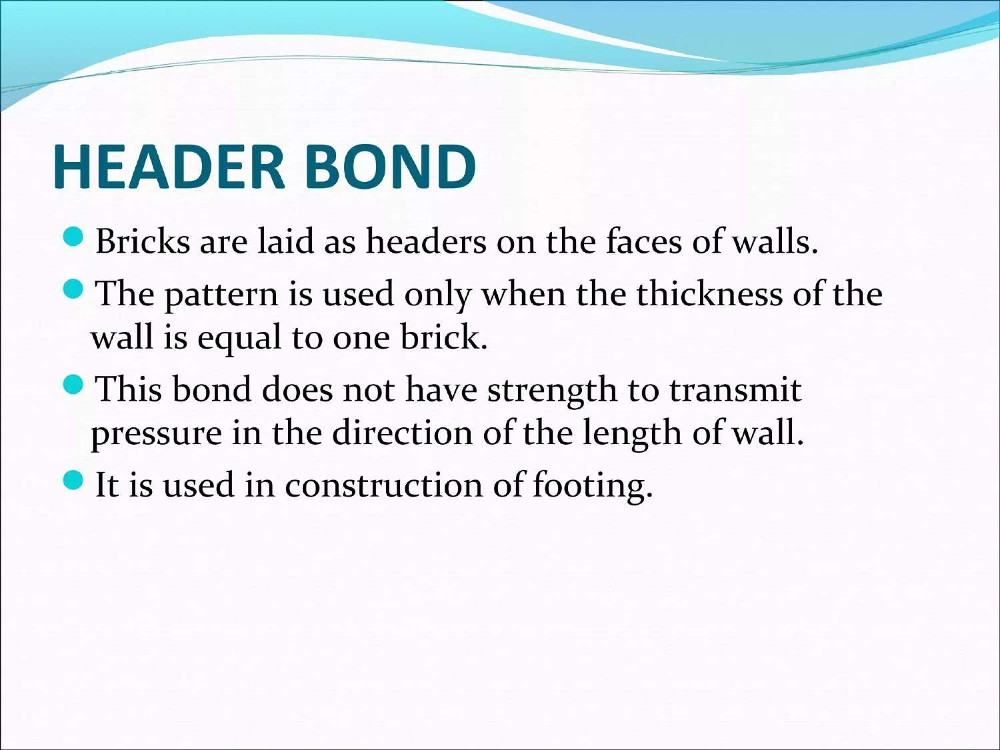 HEADER BOND
Bricks are laid as headers on the faces of walls.
The pattern is used only when the thickness of the
wall is equal to one brick.
This bond does not have strength to transmit
pressure in the direction of the length of wall.
It is used in construction of footing.